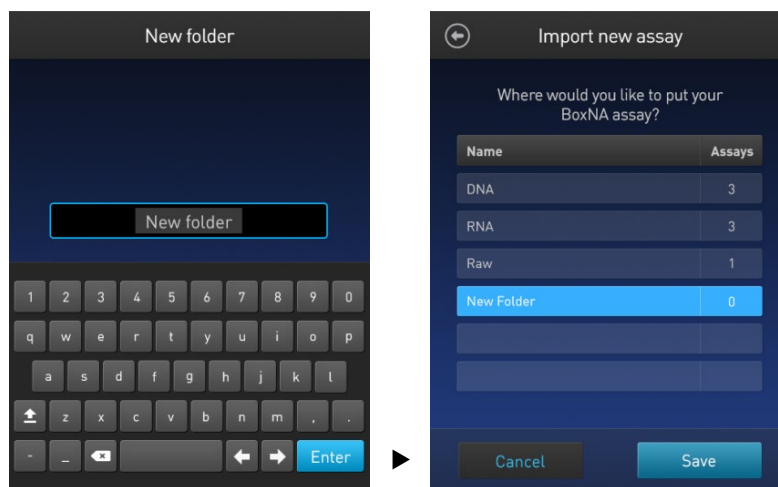 New folder
New folder
1 2 3 4 5 6 7 8 9 0
q w e r t y u i o p
a s d f g h j k l
z x c v b n m , .
- _ Enter
Import new assay
Where would you like to put your
BoxNA assay?
Name Assays
DNA 3
RNA 3
Raw 1
New Folder 0
Cancel Save